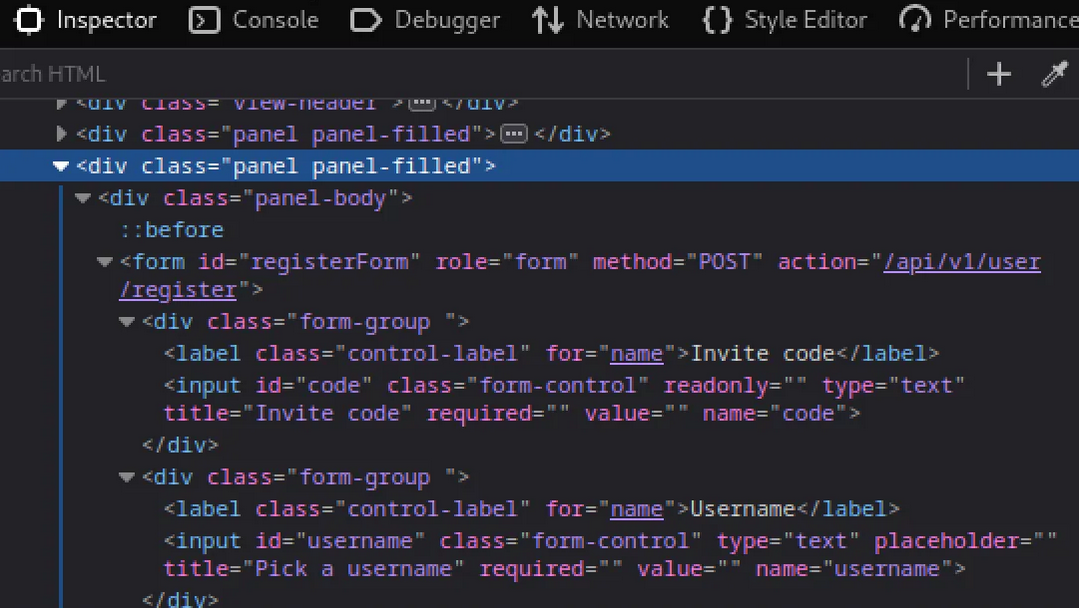 Inspector Console Debugger Network Style Editor Performance
arch HTML
<div class="view-header">⋯</div>
<div class="panel panel-filled">⋯</div>
<div class="panel panel-filled">
<div class="panel-body">
::before
<form id="registerForm" role="form" method="POST" action="/api/v1/user
/register">
<div class="form-group ">
<label class="control-label" for="name">Invite code</label>
<input id="code" class="form-control" readonly="" type="text"
title="Invite code" required="" value="" name="code">
</div>
<div class="form-group ">
<label class="control-label" for="name">Username</label>
<input id="username" class="form-control" type="text" placeholder=""
title="Pick a username" required="" value="" name="username">
</div>